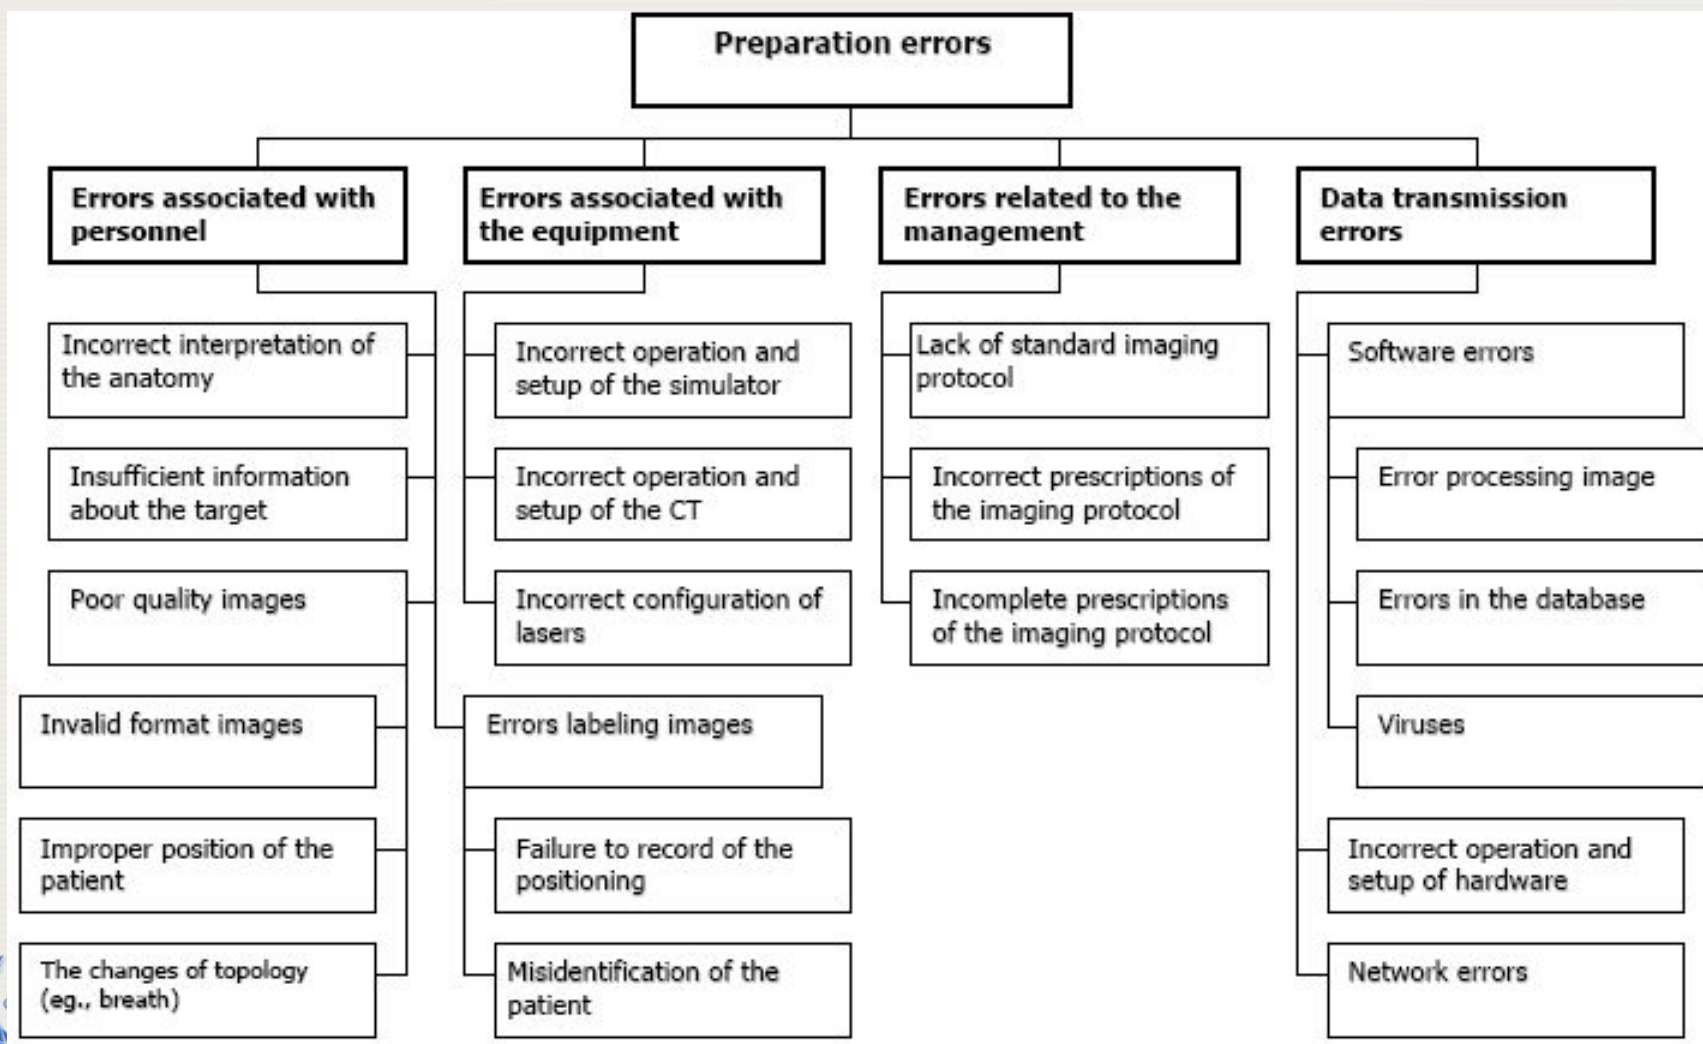 Preparation errors
Errors associated with
personnel
Errors associated with
the equipment
Errors related to the
management
Data transmission
errors
Incorrect interpretation of
the anatomy
Insufficient information
about the target
Poor quality images
Invalid format images
Improper position of the
patient
The changes of topology
(eg., breath)
Incorrect operation and
setup of the simulator
Incorrect operation and
setup of the CT
Incorrect configuration of
lasers
Errors labeling images
Failure to record of the
positioning
Misidentification of the
patient
Lack of standard imaging
protocol
Incorrect prescriptions of
the imaging protocol
Incomplete prescriptions
of the imaging protocol
Software errors
Error processing image
Errors in the database
Viruses
Incorrect operation and
setup of hardware
Network errors